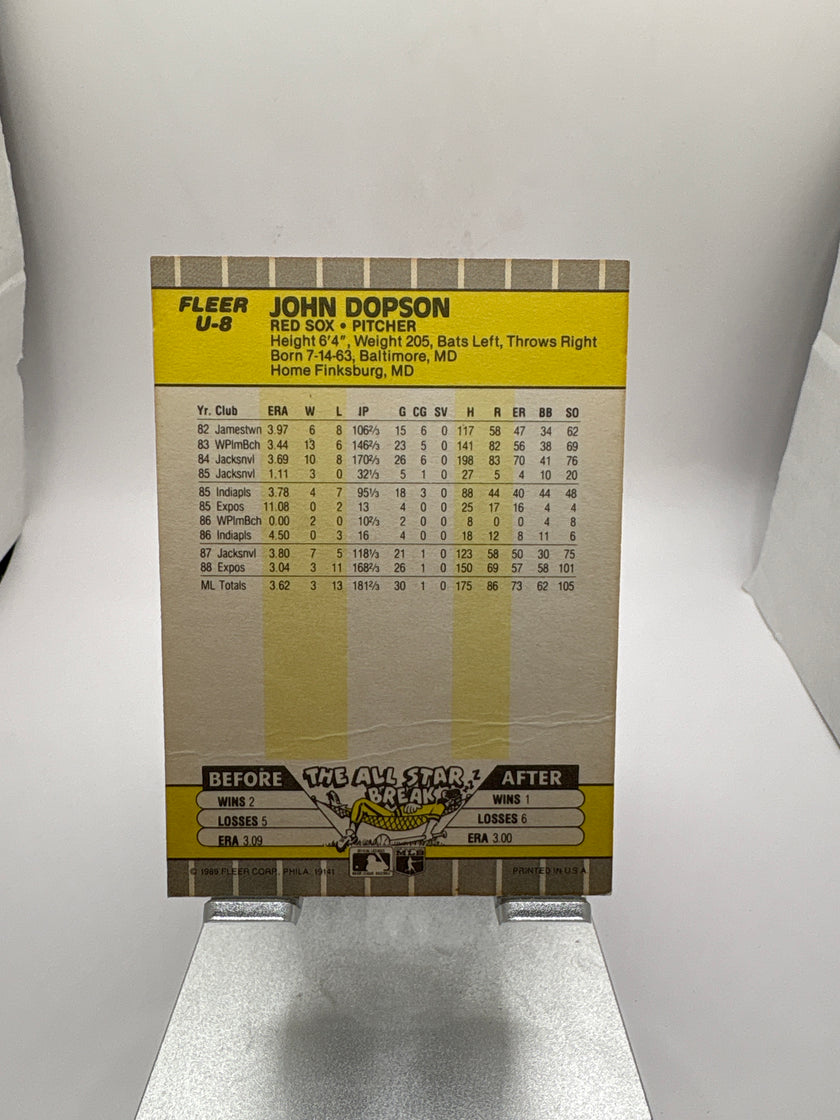 FLEER
U-8
JOHN DOPSON
RED SOX • PITCHER
Height 6'4", Weight 205, Bats Left, Throws Right
Born 7-14-63, Baltimore, MD
Home Finksburg, MD
Yr. Club ERA W L IP G CG SV H R ER BB SO
82 Jamestwn 3.97 6 8 106⅔ 15 6 0 117 58 47 34 62
83 WPlmBch 3.44 13 6 146⅔ 23 5 0 141 82 56 38 69
84 Jacksnvl 3.69 10 8 170⅔ 26 6 0 198 83 70 41 76
85 Jacksnvl 1.11 3 0 32⅓ 5 1 0 27 5 4 10 20
85 Indiapls 3.78 4 7 95⅓ 18 3 0 88 44 40 44 48
85 Expos 11.08 0 2 13 4 0 0 25 17 16 4 4
86 WPlmBch 0.00 2 0 10⅔ 2 0 0 8 0 0 4 8
86 Indiapls 4.50 0 3 16 4 0 0 18 12 8 11 6
87 Jacksnvl 3.80 7 5 118⅓ 21 1 0 123 58 50 30 75
88 Expos 3.04 3 11 168⅔ 26 1 0 150 69 57 58 101
ML Totals 3.62 3 13 181⅔ 30 1 0 175 86 73 62 105
BEFORE THE ALL STAR BREAK AFTER
WINS 2 WINS 1
LOSSES 5 LOSSES 6
ERA 3.09 ERA 3.00
© 1989 FLEER CORP., PHILA. 19141 MLB PRINTED IN U.S.A.